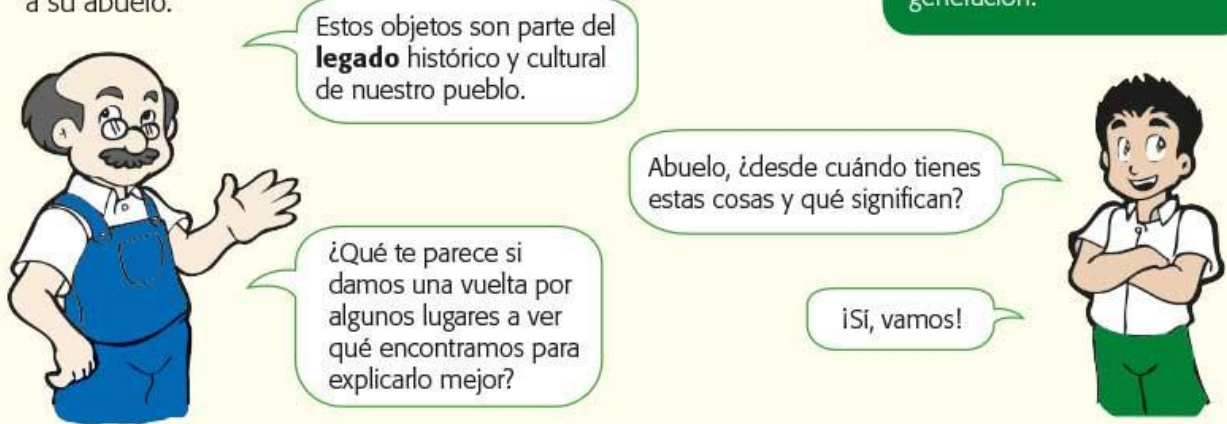 a su abuelo.
generación.
Estos objetos son parte del
legado histórico y cultural
de nuestro pueblo.
Abuelo, ¿desde cuándo tienes
estas cosas y qué significan?
¿Qué te parece si
damos una vuelta por
algunos lugares a ver
qué encontramos para
explicarlo mejor?
¡Sí, vamos!